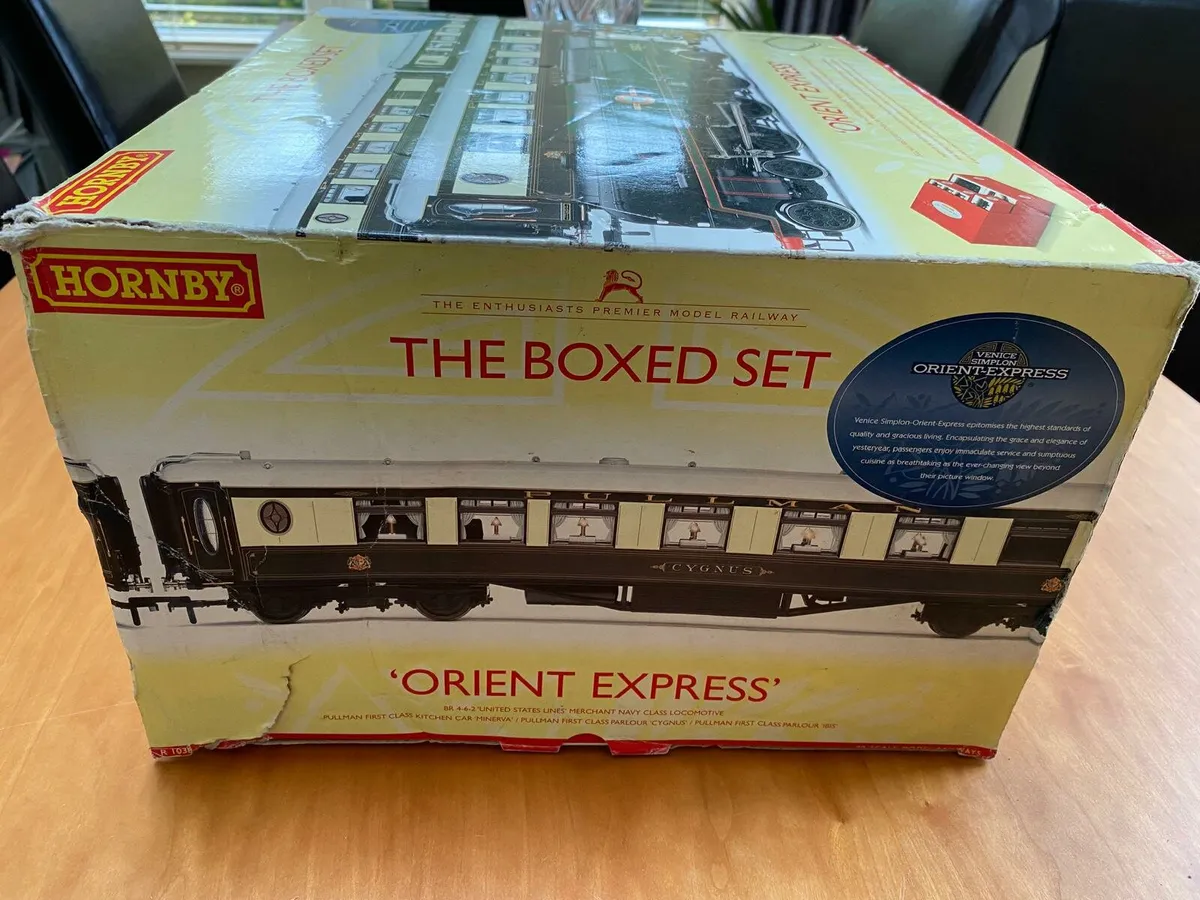 HORNBY
THE BOXED SET
'ORIENT EXPRESS'
HORNBY®
THE ENTHUSIASTS PREMIER MODEL RAILWAY
THE BOXED SET
VENICE
SIMPLON
ORIENT-EXPRESS
Venice Simplon-Orient-Express epitomises the highest standards of
quality and gracious living. Encapsulating the grace and elegance of
yesteryear, passengers enjoy immaculate service and sumptuous
cuisine as breathtaking as the ever-changing view beyond
their picture window.
PULLMAN
CYGNUS
'ORIENT EXPRESS'
BR 4-6-2 'UNITED STATES LINES' MERCHANT NAVY CLASS LOCOMOTIVE
PULLMAN FIRST CLASS KITCHEN CAR 'MINERVA' / PULLMAN FIRST CLASS PARLOUR 'CYGNUS' / PULLMAN FIRST CLASS PARLOUR 'IBIS'
R 1038